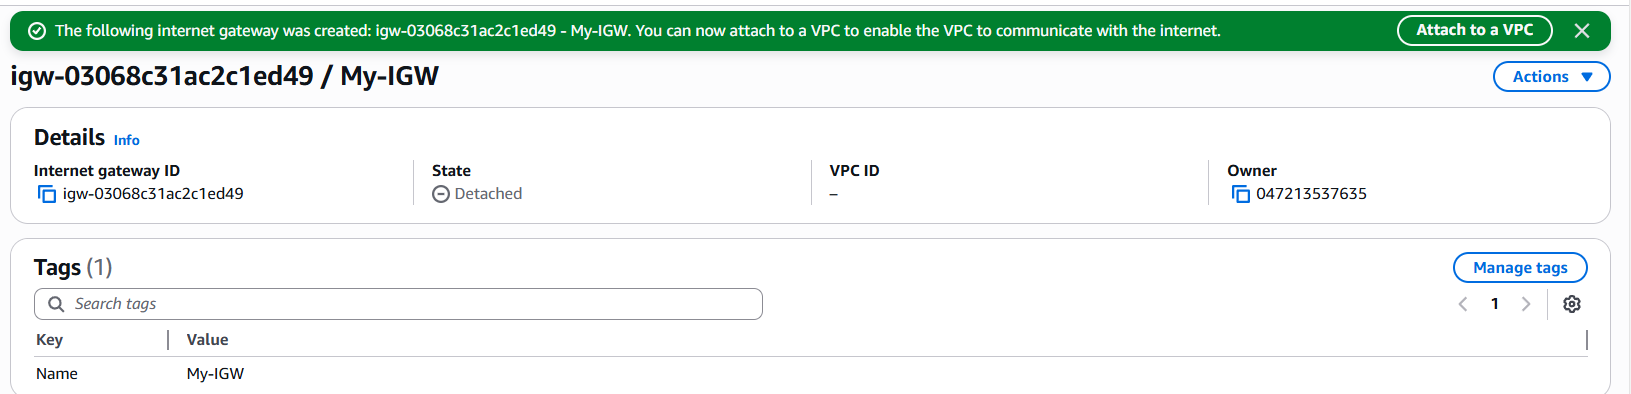 The following internet gateway was created: igw-03068c31ac2c1ed49 - My-IGW. You can now attach to a VPC to enable the VPC to communicate with the internet. Attach to a VPC
igw-03068c31ac2c1ed49 / My-IGW Actions
Details Info
Internet gateway ID State VPC ID Owner
igw-03068c31ac2c1ed49 Detached – 047213537635
Tags (1) Manage tags
Search tags 1
Key Value
Name My-IGW